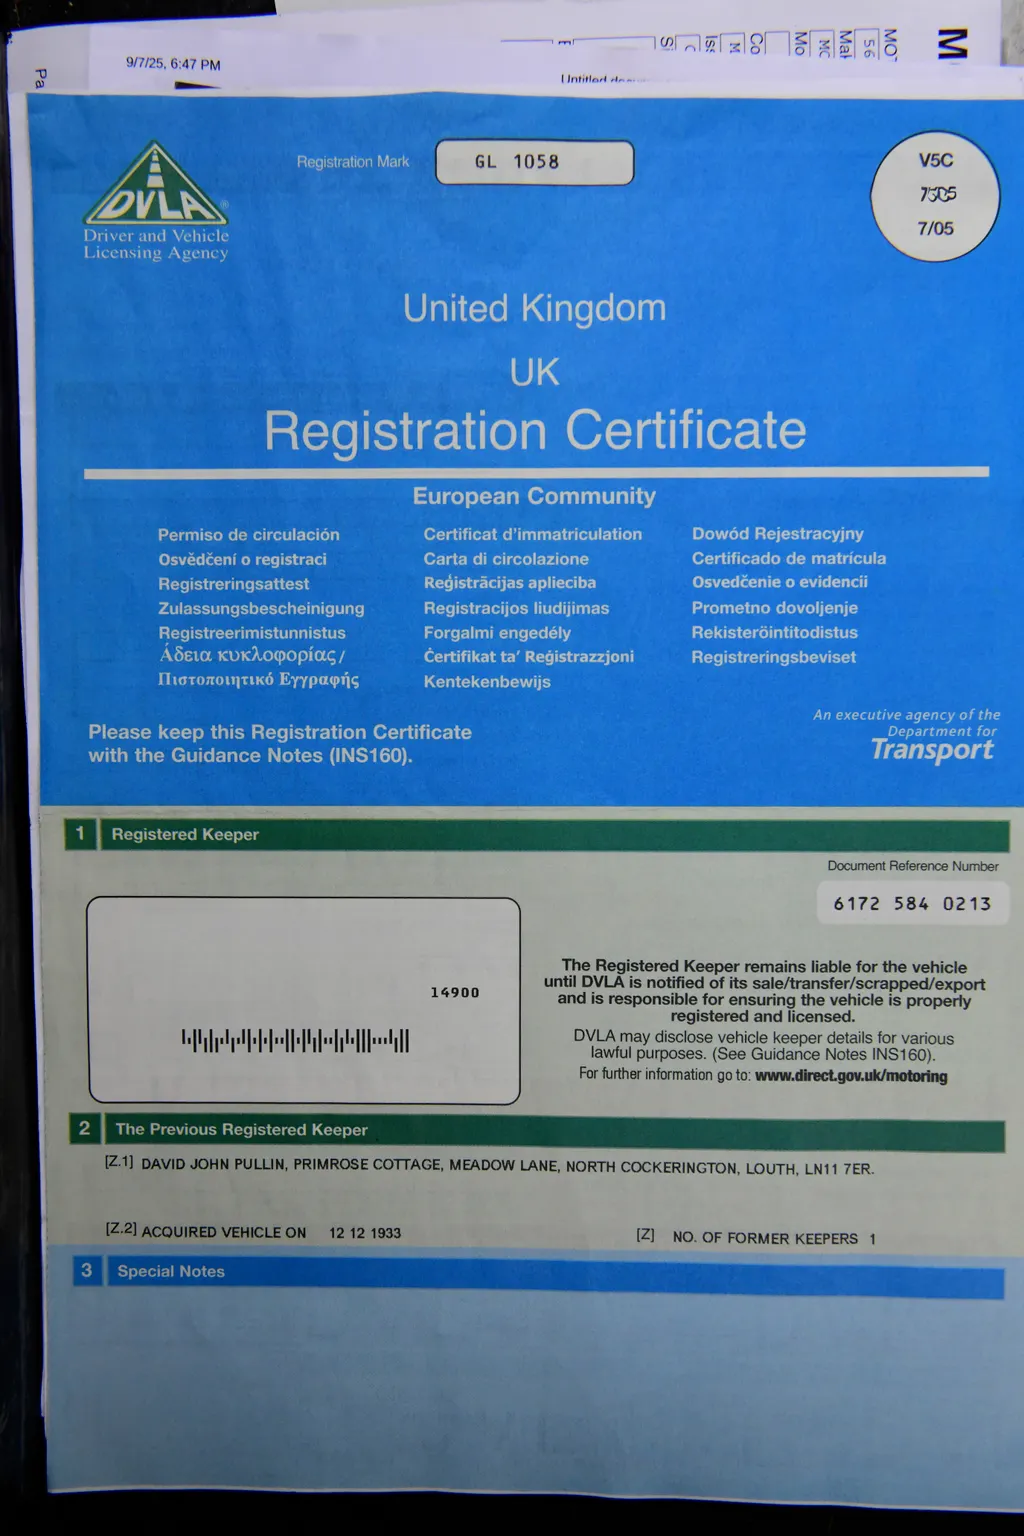 9/7/25, 6:47 PM
M
DVLA®
Driver and Vehicle
Licensing Agency
Registration Mark
GL 1058
V5C
7/05
United Kingdom
UK
Registration Certificate
European Community
Permiso de circulación
Osvědčení o registraci
Registreringsattest
Zulassungsbescheinigung
Registreerimistunnistus
Άδεια κυκλοφορίας /
Πιστοποιητικό Εγγραφής
Certificat d'immatriculation
Carta di circolazione
Reģistrācijas apliecība
Registracijos liudijimas
Forgalmi engedély
Ċertifikat ta' Reġistrazzjoni
Kentekenbewijs
Dowód Rejestracyjny
Certificado de matrícula
Osvedčenie o evidencii
Prometno dovoljenje
Rekisteröintitodistus
Registreringsbeviset
Please keep this Registration Certificate
with the Guidance Notes (INS160).
An executive agency of the
Department for
Transport
1 Registered Keeper
Document Reference Number
6172 584 0213
14900
The Registered Keeper remains liable for the vehicle
until DVLA is notified of its sale/transfer/scrapped/export
and is responsible for ensuring the vehicle is properly
registered and licensed.
DVLA may disclose vehicle keeper details for various
lawful purposes. (See Guidance Notes INS160).
For further information go to: www.direct.gov.uk/motoring
2 The Previous Registered Keeper
[Z.1] DAVID JOHN PULLIN, PRIMROSE COTTAGE, MEADOW LANE, NORTH COCKERINGTON, LOUTH, LN11 7ER.
[Z.2] ACQUIRED VEHICLE ON 12 12 1933
[Z] NO. OF FORMER KEEPERS 1
3 Special Notes